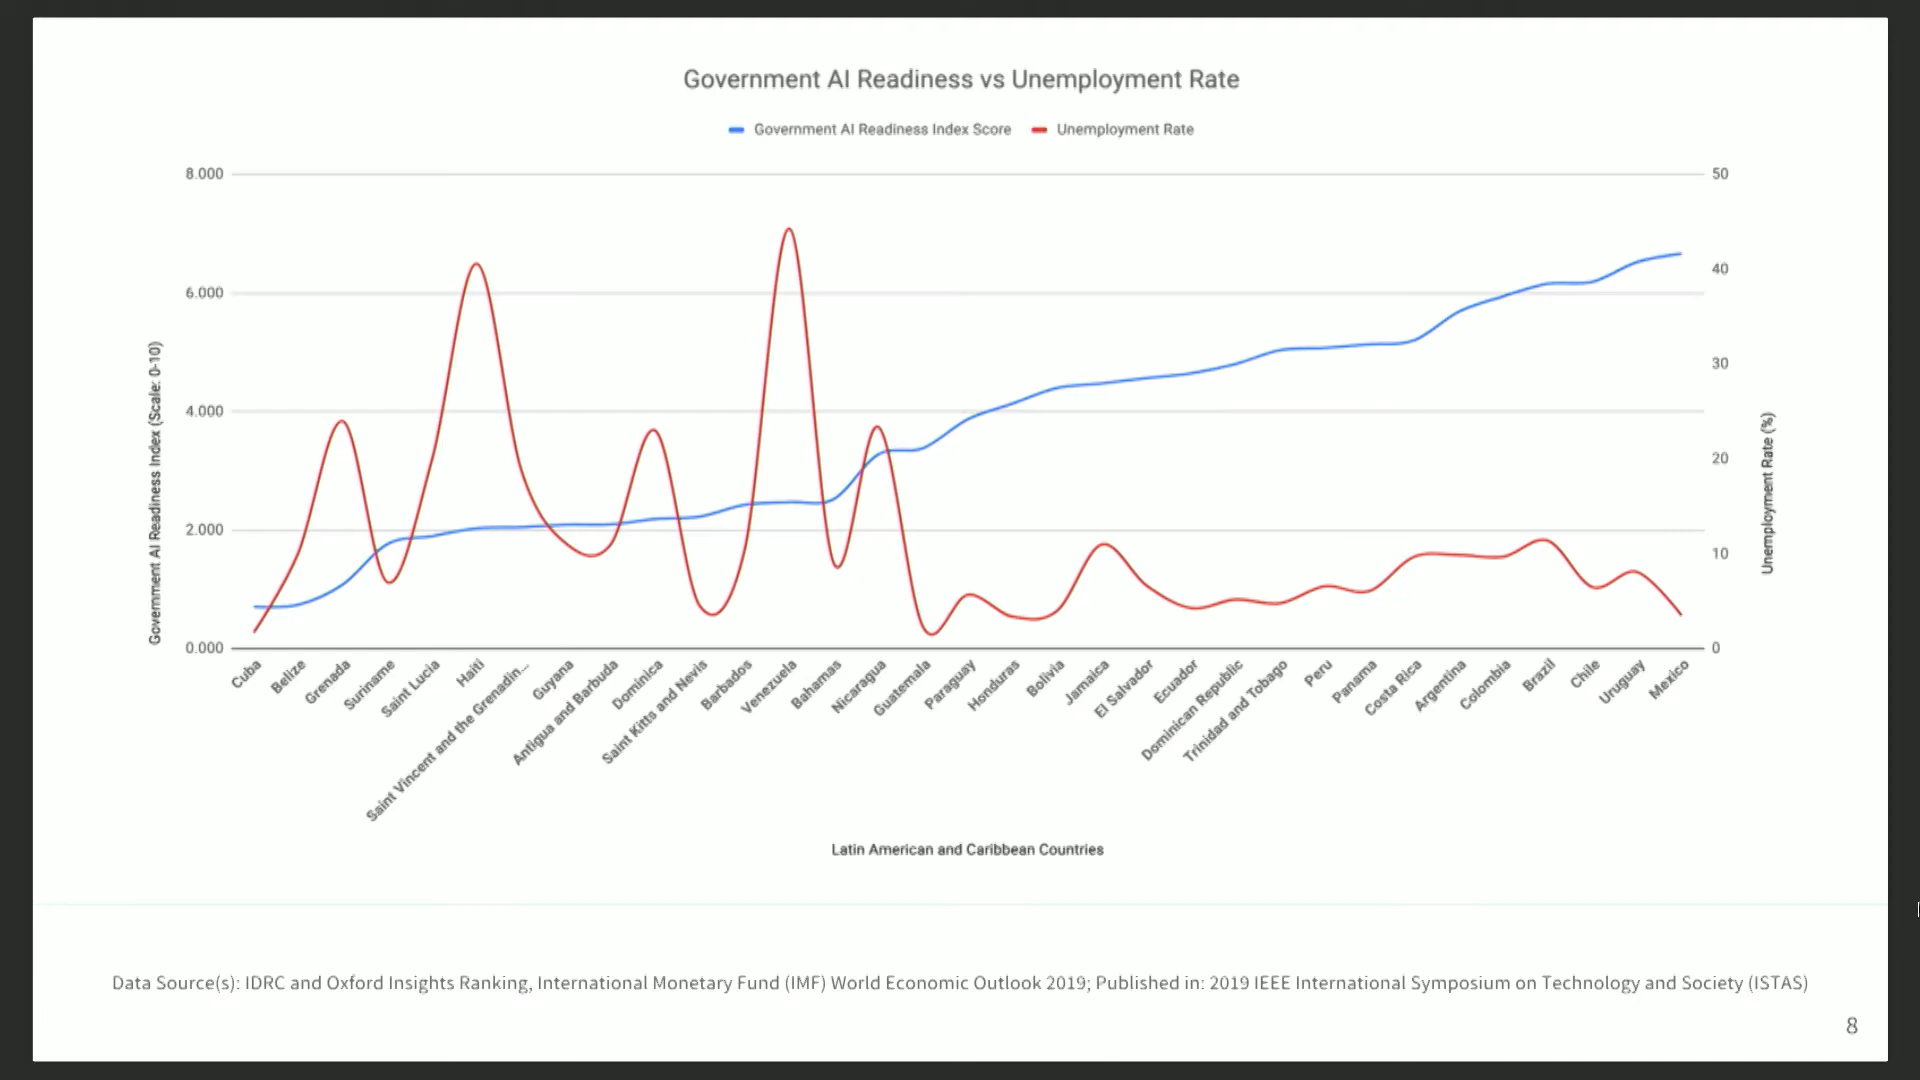 Government AI Readiness vs Unemployment Rate
Government AI Readiness Index Score
Unemployment Rate
8.000
6.000
4.000
2.000
0.000
Government AI Readiness Index (Scale: 0-10)
50
40
30
20
10
0
Unemployment Rate (%)
Cuba
Belize
Grenada
Suriname
Saint Lucia
Haiti
Saint Vincent and the Grenadin...
Guyana
Antigua and Barbuda
Dominica
Saint Kitts and Nevis
Barbados
Venezuela
Bahamas
Nicaragua
Guatemala
Paraguay
Honduras
Bolivia
Jamaica
El Salvador
Ecuador
Dominican Republic
Trinidad and Tobago
Peru
Panama
Costa Rica
Argentina
Colombia
Brazil
Chile
Uruguay
Mexico
Latin American and Caribbean Countries
Data Source(s): IDRC and Oxford Insights Ranking, International Monetary Fund (IMF) World Economic Outlook 2019; Published in: 2019 IEEE International Symposium on Technology and Society (ISTAS)
8